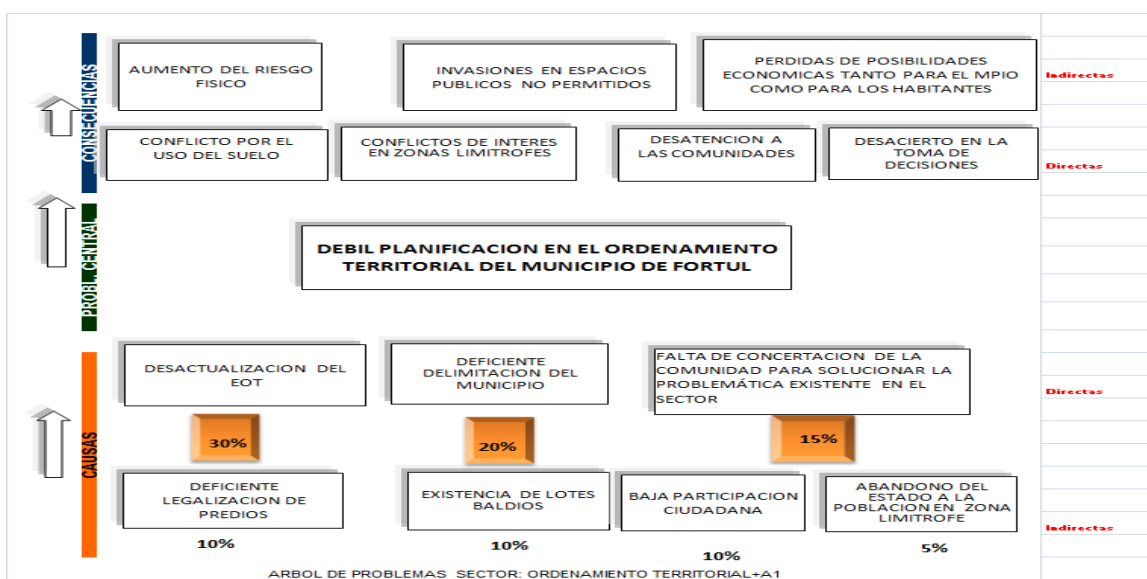 CONSECUENCIAS
AUMENTO DEL RIESGO
FISICO
INVASIONES EN ESPACIOS
PUBLICOS NO PERMITIDOS
PERDIDAS DE POSIBILIDADES
ECONOMICAS TANTO PARA EL MPIO
COMO PARA LOS HABITANTES
Indirectas
CONFLICTO POR EL
USO DEL SUELO
CONFLICTOS DE INTERES
EN ZONAS LIMITROFES
DESATENCION A
LAS COMUNIDADES
DESACIERTO EN LA
TOMA DE
DECISIONES
Directas
PROBL. CENTRAL
DEBIL PLANIFICACION EN EL ORDENAMIENTO
TERRITORIAL DEL MUNICIPIO DE FORTUL
CAUSAS
DESACTUALIZACION DEL
EOT
DEFICIENTE
DELIMITACION DEL
MUNICIPIO
FALTA DE CONCERTACION DE LA
COMUNIDAD PARA SOLUCIONAR LA
PROBLEMÁTICA EXISTENTE EN EL
SECTOR
Directas
30%
20%
15%
DEFICIENTE
LEGALIZACION DE
PREDIOS
EXISTENCIA DE LOTES
BALDIOS
BAJA PARTICIPACION
CIUDADANA
ABANDONO DEL
ESTADO A LA
POBLACION EN ZONA
LIMITROFE
Indirectas
10%
10%
10%
5%
ARBOL DE PROBLEMAS SECTOR: ORDENAMIENTO TERRITORIAL+A1